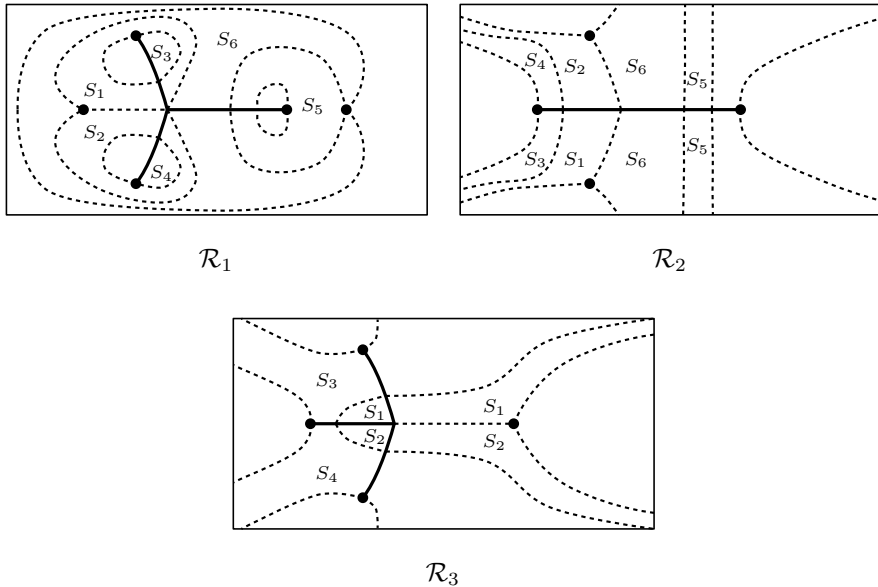 S₃ S₆
S₁
S₅
S₂
S₄
S₄ S₂ S₆
S₅
S₃ S₁ S₆ S₅
ℛ₁
ℛ₂
S₃
S₁ S₁
S₂ S₂
S₄
ℛ₃